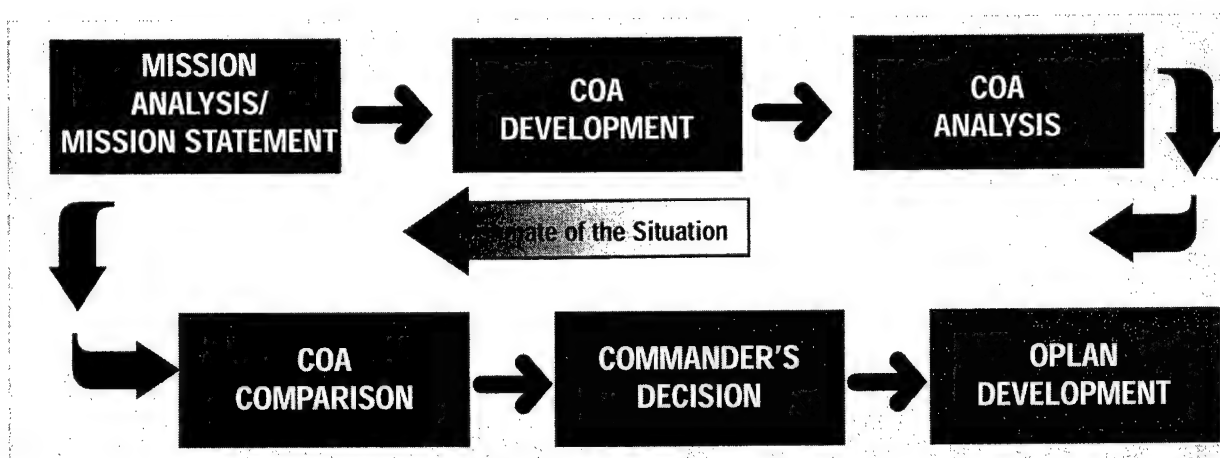 MISSION
ANALYSIS/
MISSION STATEMENT
COA
DEVELOPMENT
COA
ANALYSIS
of the Situation
COA
COMPARISON
COMMANDER'S
DECISION
OPLAN
DEVELOPMENT